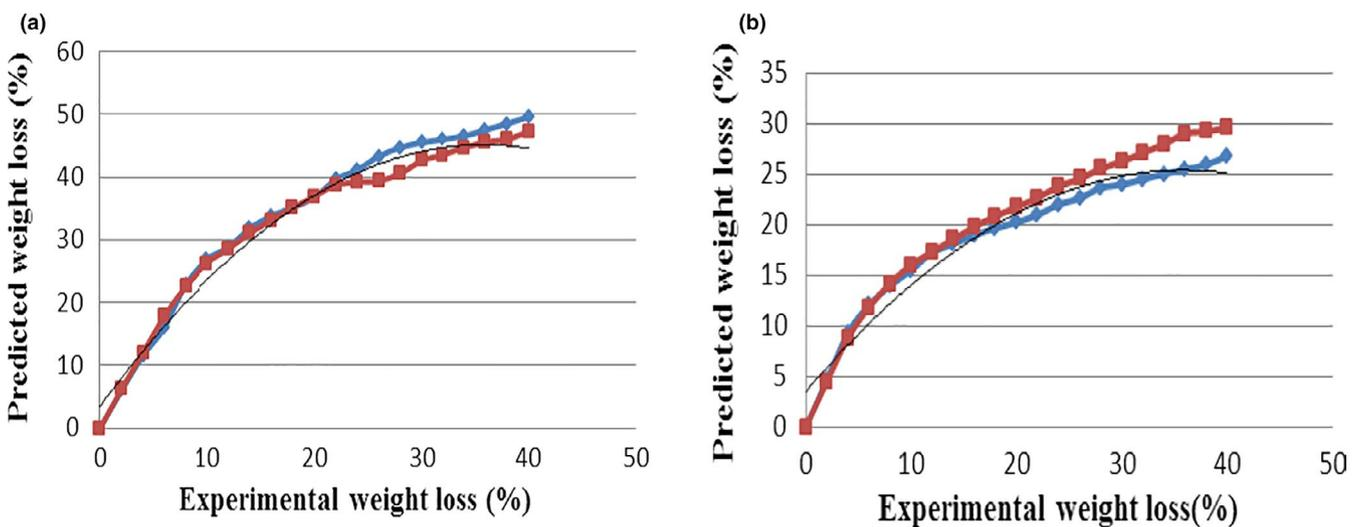 (a)
Predicted weight loss (%)
60
50
40
30
20
10
0
0 10 20 30 40 50
Experimental weight loss (%)
(b)
Predicted weight loss (%)
35
30
25
20
15
10
5
0
0 10 20 30 40 50
Experimental weight loss(%)